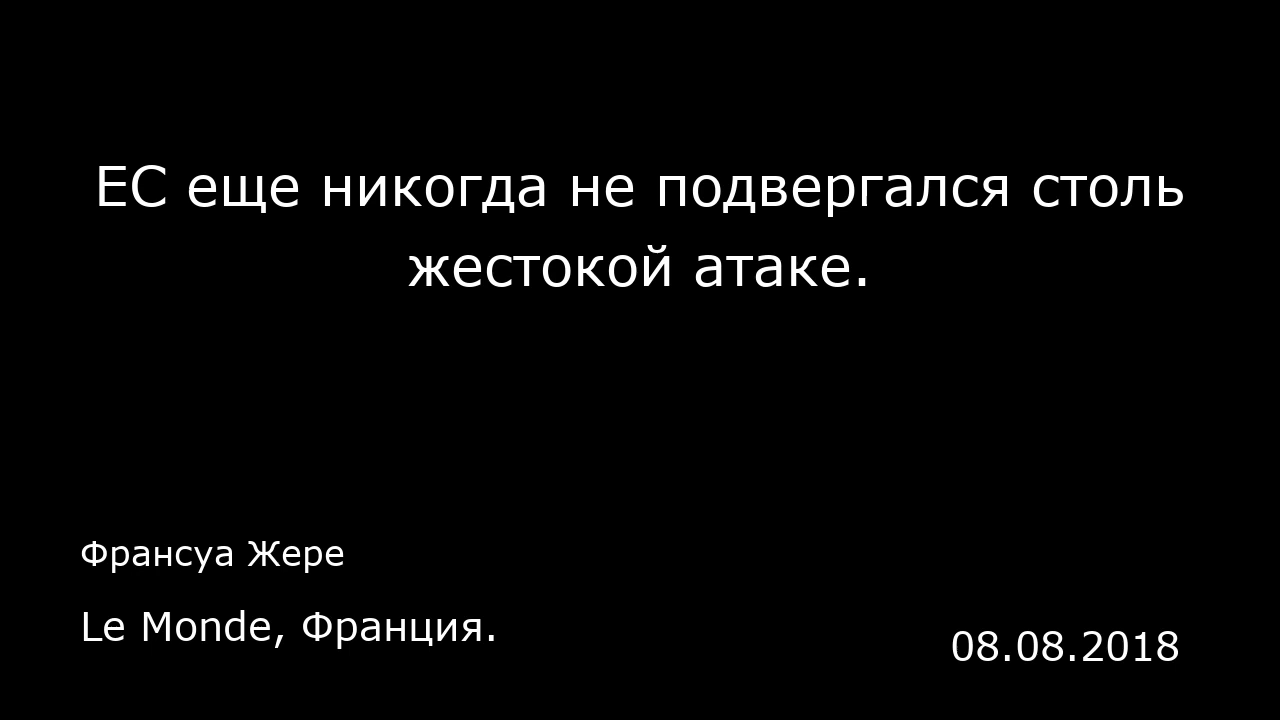 ЕС еще никогда не подвергался столь
жестокой атаке.
Франсуа Жере
Le Monde, Франция.
08.08.2018